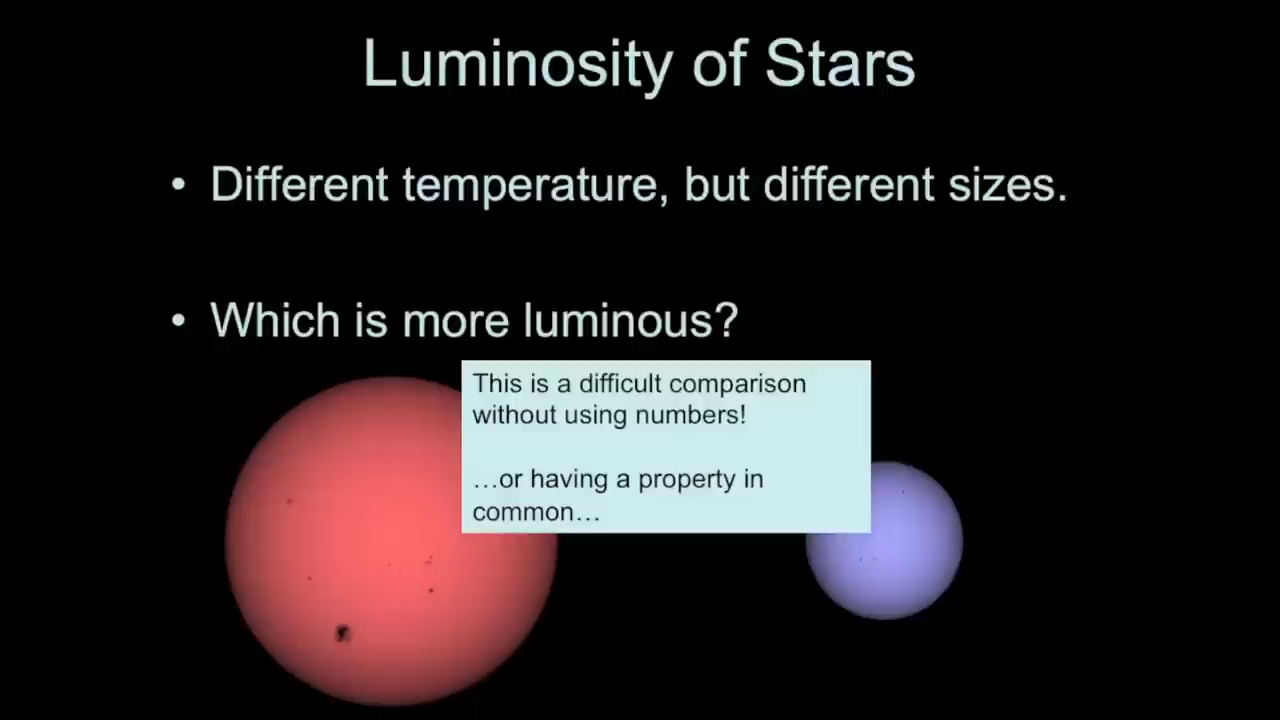 Luminosity of Stars
• Different temperature, but different sizes.
• Which is more luminous?
This is a difficult comparison
without using numbers!
…or having a property in
common…